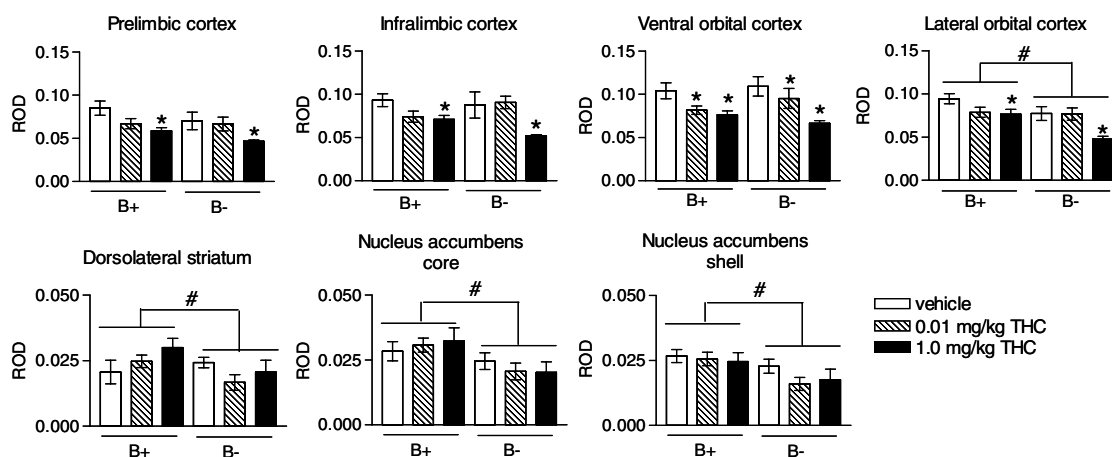 Prelimbic cortex
0.15
0.10
0.05
0.00
ROD
*
*
B+
B-
Infralimbic cortex
0.15
0.10
0.05
0.00
ROD
*
*
B+
B-
Ventral orbital cortex
0.15
0.10
0.05
0.00
ROD
*
*
*
*
B+
B-
Lateral orbital cortex
0.15
0.10
0.05
0.00
ROD
#
*
*
B+
B-
Dorsolateral striatum
0.050
0.025
0.000
ROD
#
B+
B-
Nucleus accumbens
core
0.050
0.025
0.000
ROD
#
B+
B-
Nucleus accumbens
shell
0.050
0.025
0.000
ROD
#
B+
B-
vehicle
0.01 mg/kg THC
1.0 mg/kg THC